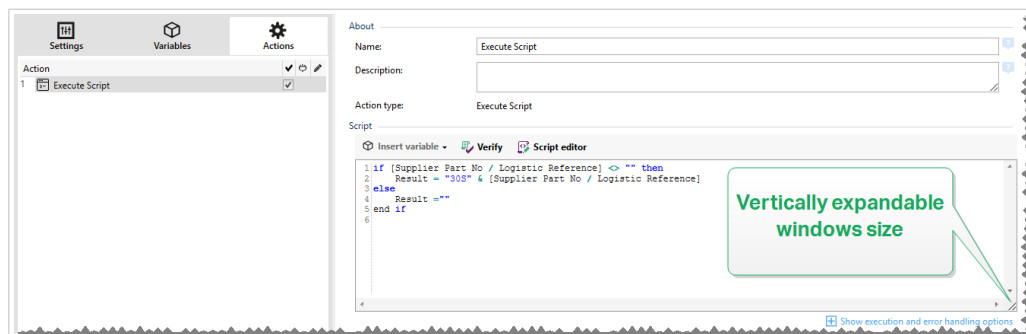 Settings
Variables
Actions
Action
1 Execute Script
About
Name:
Execute Script
Description:
Action type:
Execute Script
Script
Insert variable
Verify
Script editor
1 if [Supplier Part No / Logistic Reference] <> "" then
2 Result = "30S" & [Supplier Part No / Logistic Reference]
3 else
4 Result =""
5 end if
6
Vertically expandable
windows size
Show execution and error handling options